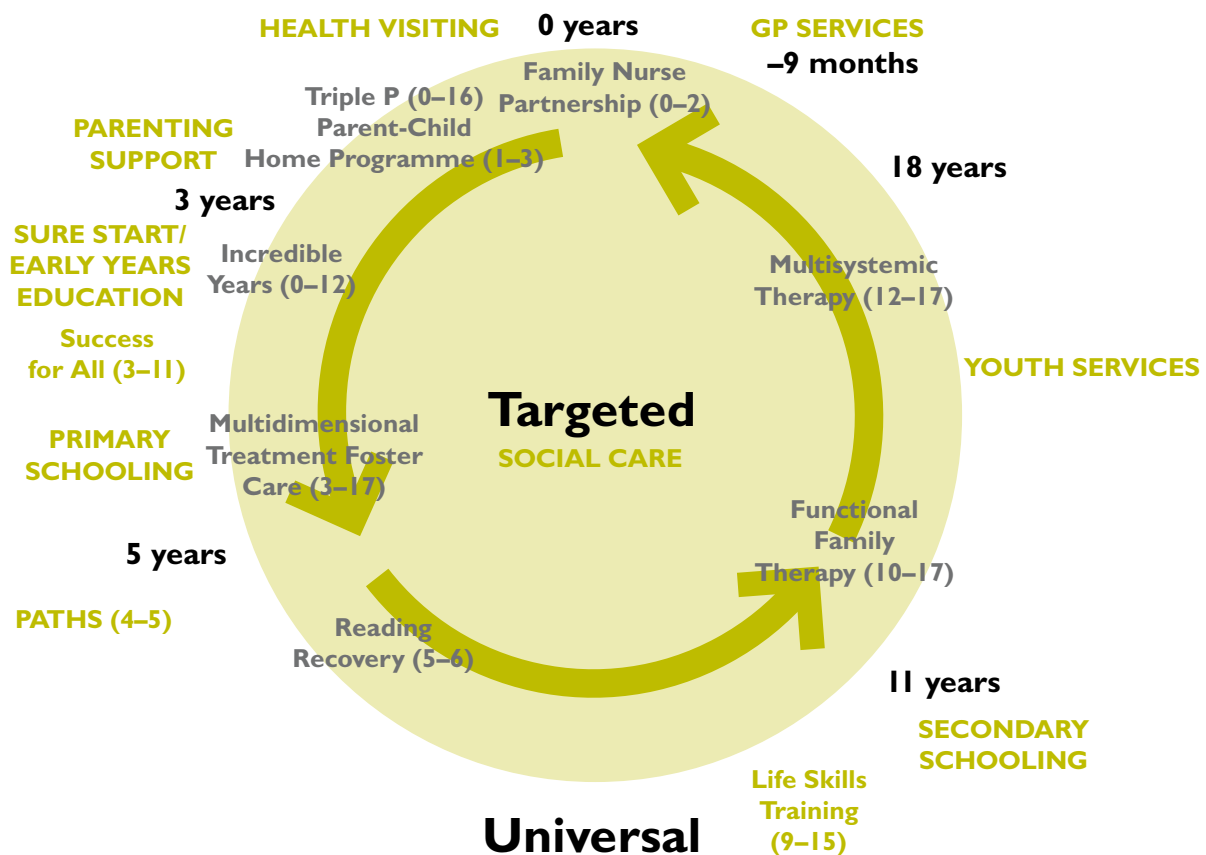 HEALTH VISITING
0 years
GP SERVICES
–9 months
Family Nurse
Partnership (0–2)
Triple P (0–16)
Parent-Child
Home Programme (1–3)
PARENTING
SUPPORT
3 years
18 years
SURE START/
EARLY YEARS
EDUCATION
Incredible
Years (0–12)
Multisystemic
Therapy (12–17)
Success
for All (3–11)
YOUTH SERVICES
Targeted
SOCIAL CARE
PRIMARY
SCHOOLING
Multidimensional
Treatment Foster
Care (3–17)
Functional
Family
Therapy (10–17)
5 years
PATHS (4–5)
Reading
Recovery (5–6)
11 years
SECONDARY
SCHOOLING
Life Skills
Training
(9–15)
Universal